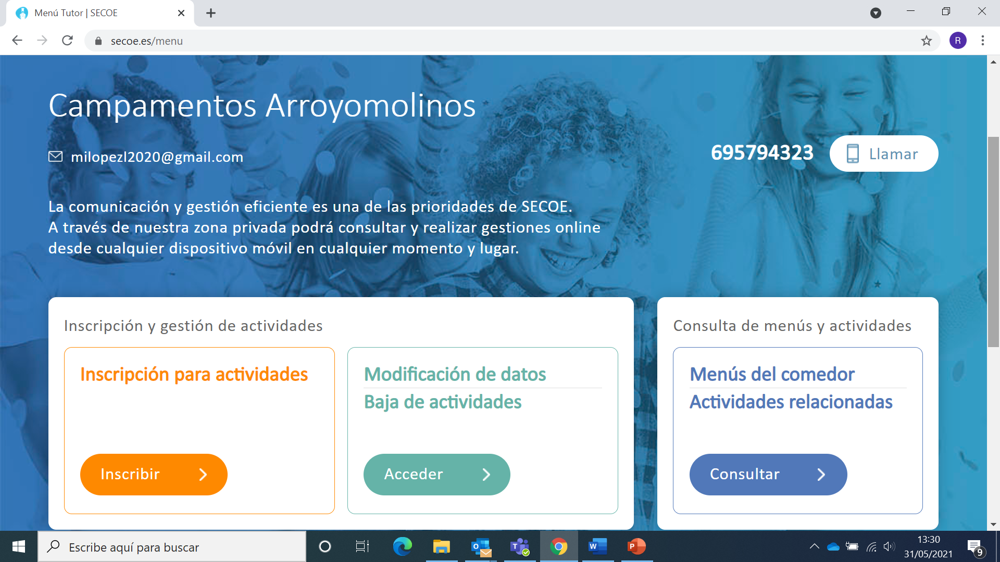 Menú Tutor | SECOE
secoe.es/menu
R
Campamentos Arroyomolinos
milopezl2020@gmail.com
695794323
Llamar
La comunicación y gestión eficiente es una de las prioridades de SECOE.
A través de nuestra zona privada podrá consultar y realizar gestiones online
desde cualquier dispositivo móvil en cualquier momento y lugar.
Inscripción y gestión de actividades
Inscripción para actividades
Inscribir
Modificación de datos
Baja de actividades
Acceder
Consulta de menús y actividades
Menús del comedor
Actividades relacionadas
Consultar
Escribe aquí para buscar
O
T
W
P
13:30
31/05/2021
9